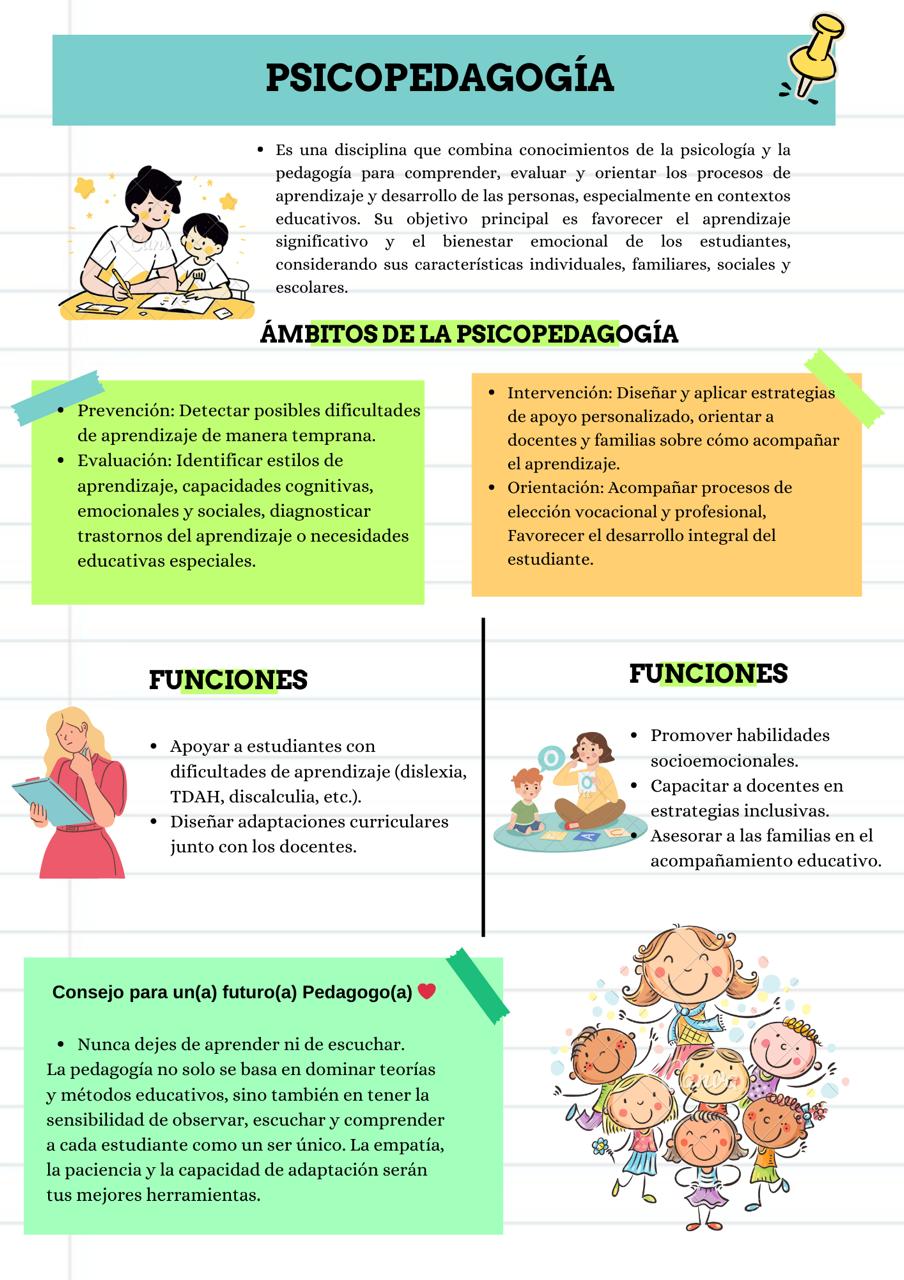 PSICOPEDAGOGÍA
• Es una disciplina que combina conocimientos de la psicología y la
pedagogía para comprender, evaluar y orientar los procesos de
aprendizaje y desarrollo de las personas, especialmente en contextos
educativos. Su objetivo principal es favorecer el aprendizaje
significativo y el bienestar emocional de los estudiantes,
considerando sus características individuales, familiares, sociales y
escolares.
ÁMBITOS DE LA PSICOPEDAGOGÍA
• Prevención: Detectar posibles dificultades
de aprendizaje de manera temprana.
• Evaluación: Identificar estilos de
aprendizaje, capacidades cognitivas,
emocionales y sociales, diagnosticar
trastornos del aprendizaje o necesidades
educativas especiales.
• Intervención: Diseñar y aplicar estrategias
de apoyo personalizado, orientar a
docentes y familias sobre cómo acompañar
el aprendizaje.
• Orientación: Acompañar procesos de
elección vocacional y profesional,
Favorecer el desarrollo integral del
estudiante.
FUNCIONES
• Apoyar a estudiantes con
dificultades de aprendizaje (dislexia,
TDAH, discalculia, etc.).
• Diseñar adaptaciones curriculares
junto con los docentes.
FUNCIONES
• Promover habilidades
socioemocionales.
• Capacitar a docentes en
estrategias inclusivas.
• Asesorar a las familias en el
acompañamiento educativo.
O
O
A
Consejo para un(a) futuro(a) Pedagogo(a) ❤
• Nunca dejes de aprender ni de escuchar.
La pedagogía no solo se basa en dominar teorías
y métodos educativos, sino también en tener la
sensibilidad de observar, escuchar y comprender
a cada estudiante como un ser único. La empatía,
la paciencia y la capacidad de adaptación serán
tus mejores herramientas.
Canva